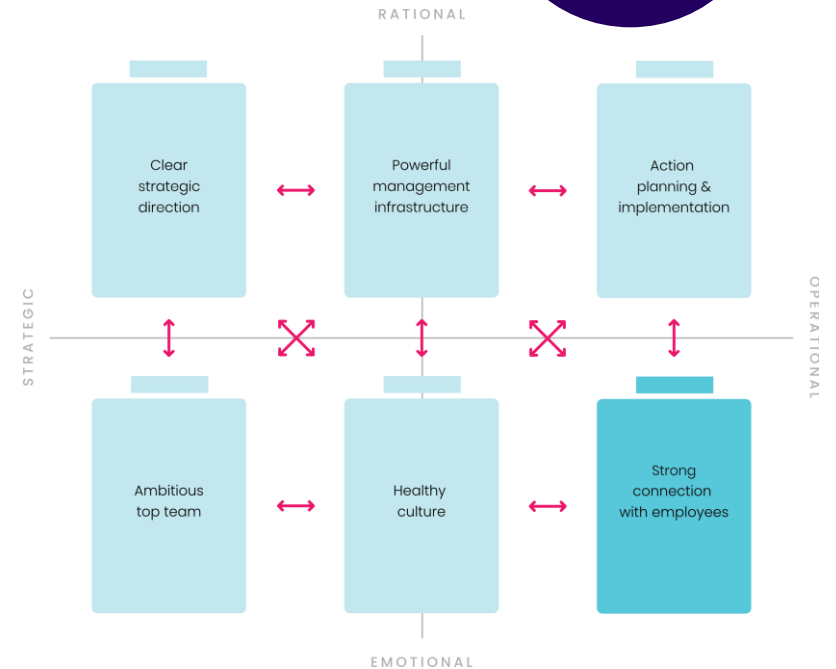 RATIONAL
Clear
strategic
direction
Powerful
management
infrastructure
Action
planning &
implementation
STRATEGIC
OPERATIONAL
Ambitious
top team
Healthy
culture
Strong
connection
with employees
EMOTIONAL